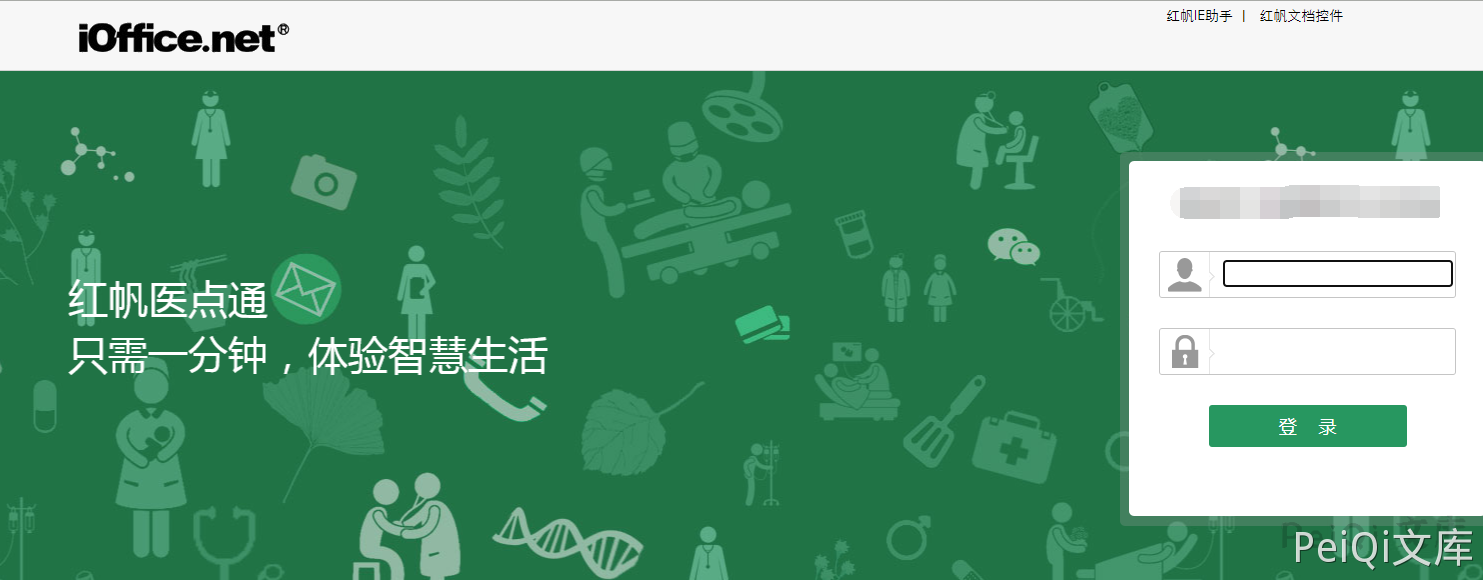 iOffice.net®
红帆IE助手 | 红帆文档控件
红帆医点通
只需一分钟，体验智慧生活
登 录
PeiQi文库